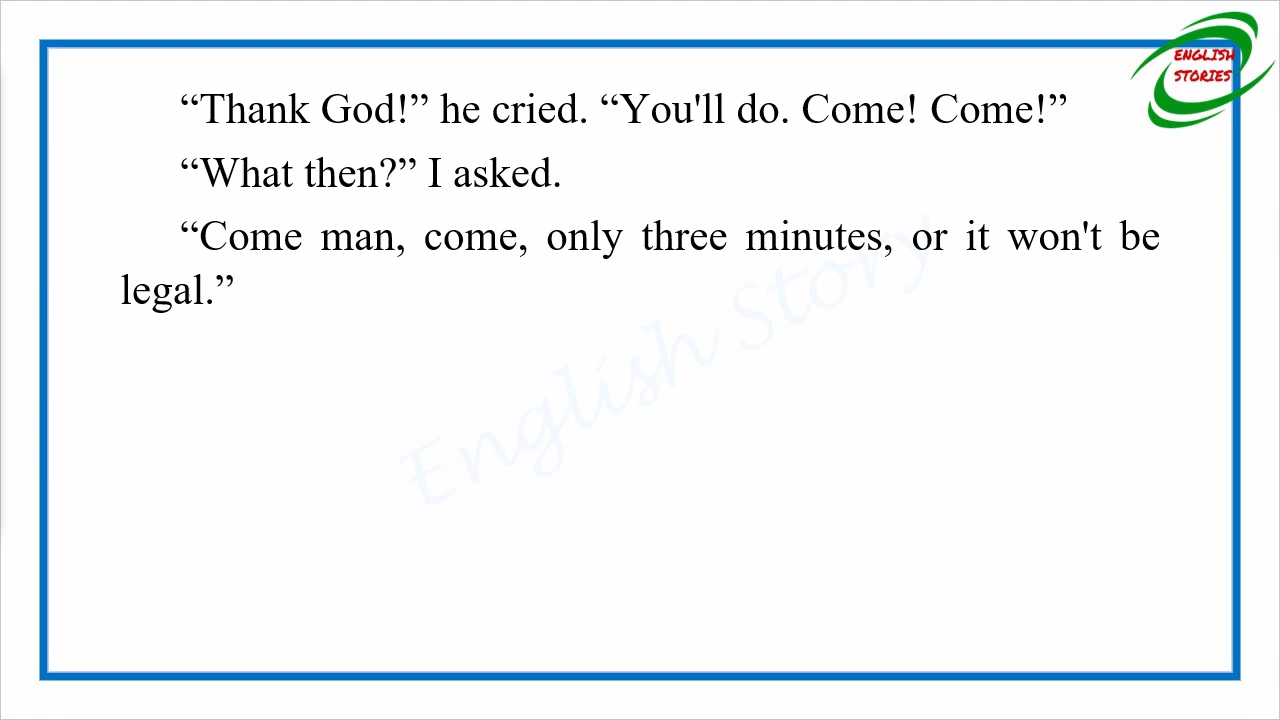 ENGLISH
STORIES
“Thank God!” he cried. “You'll do. Come! Come!”
“What then?” I asked.
“Come man, come, only three minutes, or it won't be
legal.”
English Story